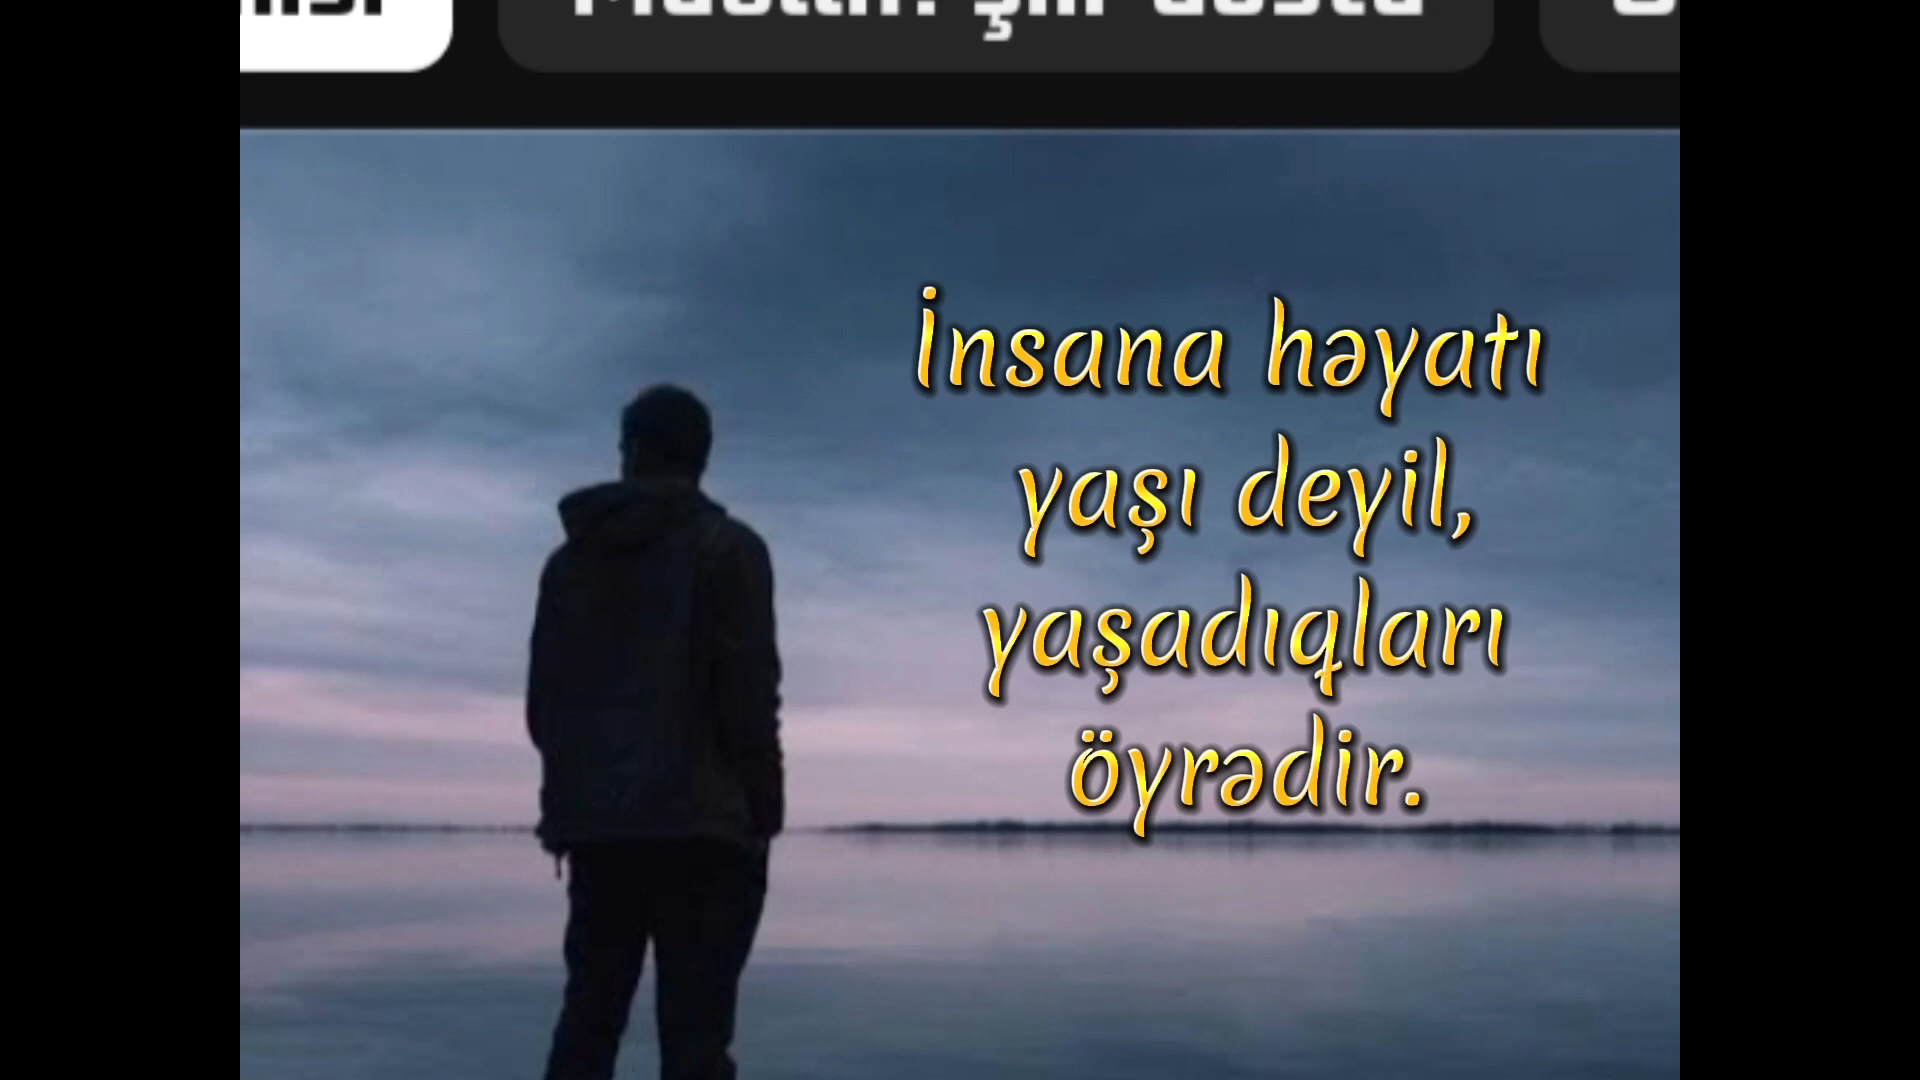 İnsana həyatı
yaşı deyil,
yaşadıqları
öyrədir.